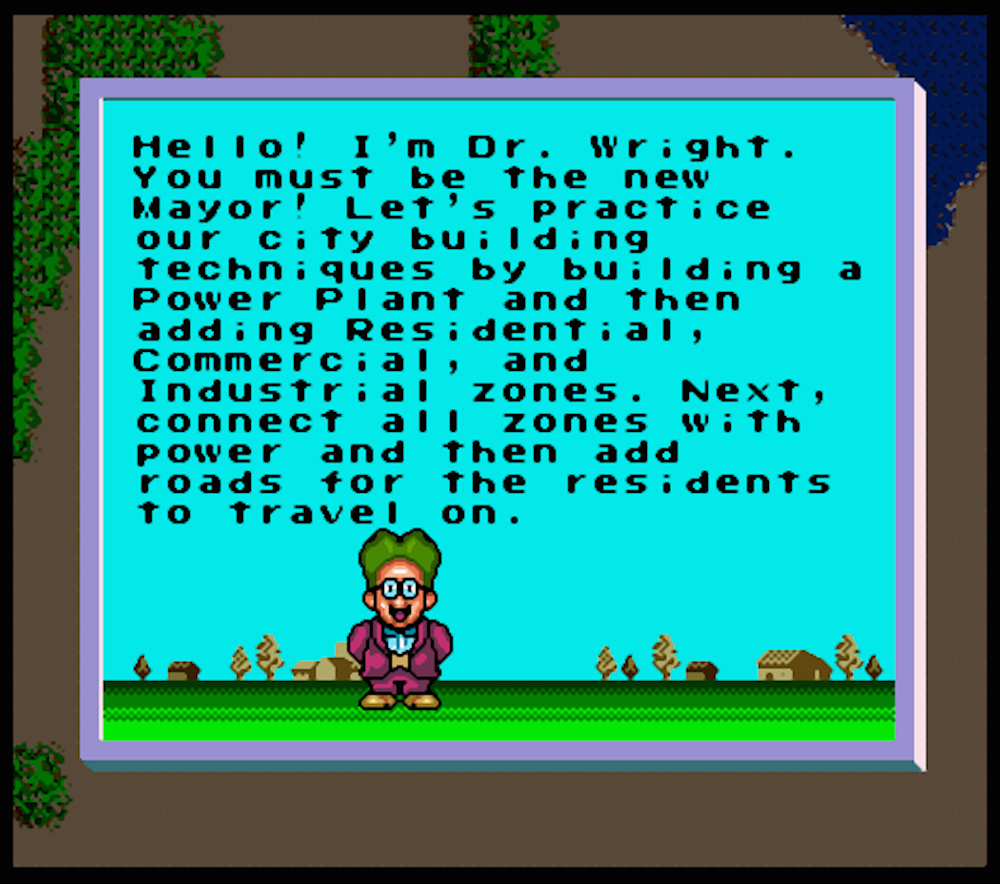 Hello! I'm Dr. Wright.
You must be the new
Mayor! Let's practice
our city building
techniques by building a
Power Plant and then
adding Residential,
Commercial, and
Industrial zones. Next,
connect all zones with
power and then add
roads for the residents
to travel on.